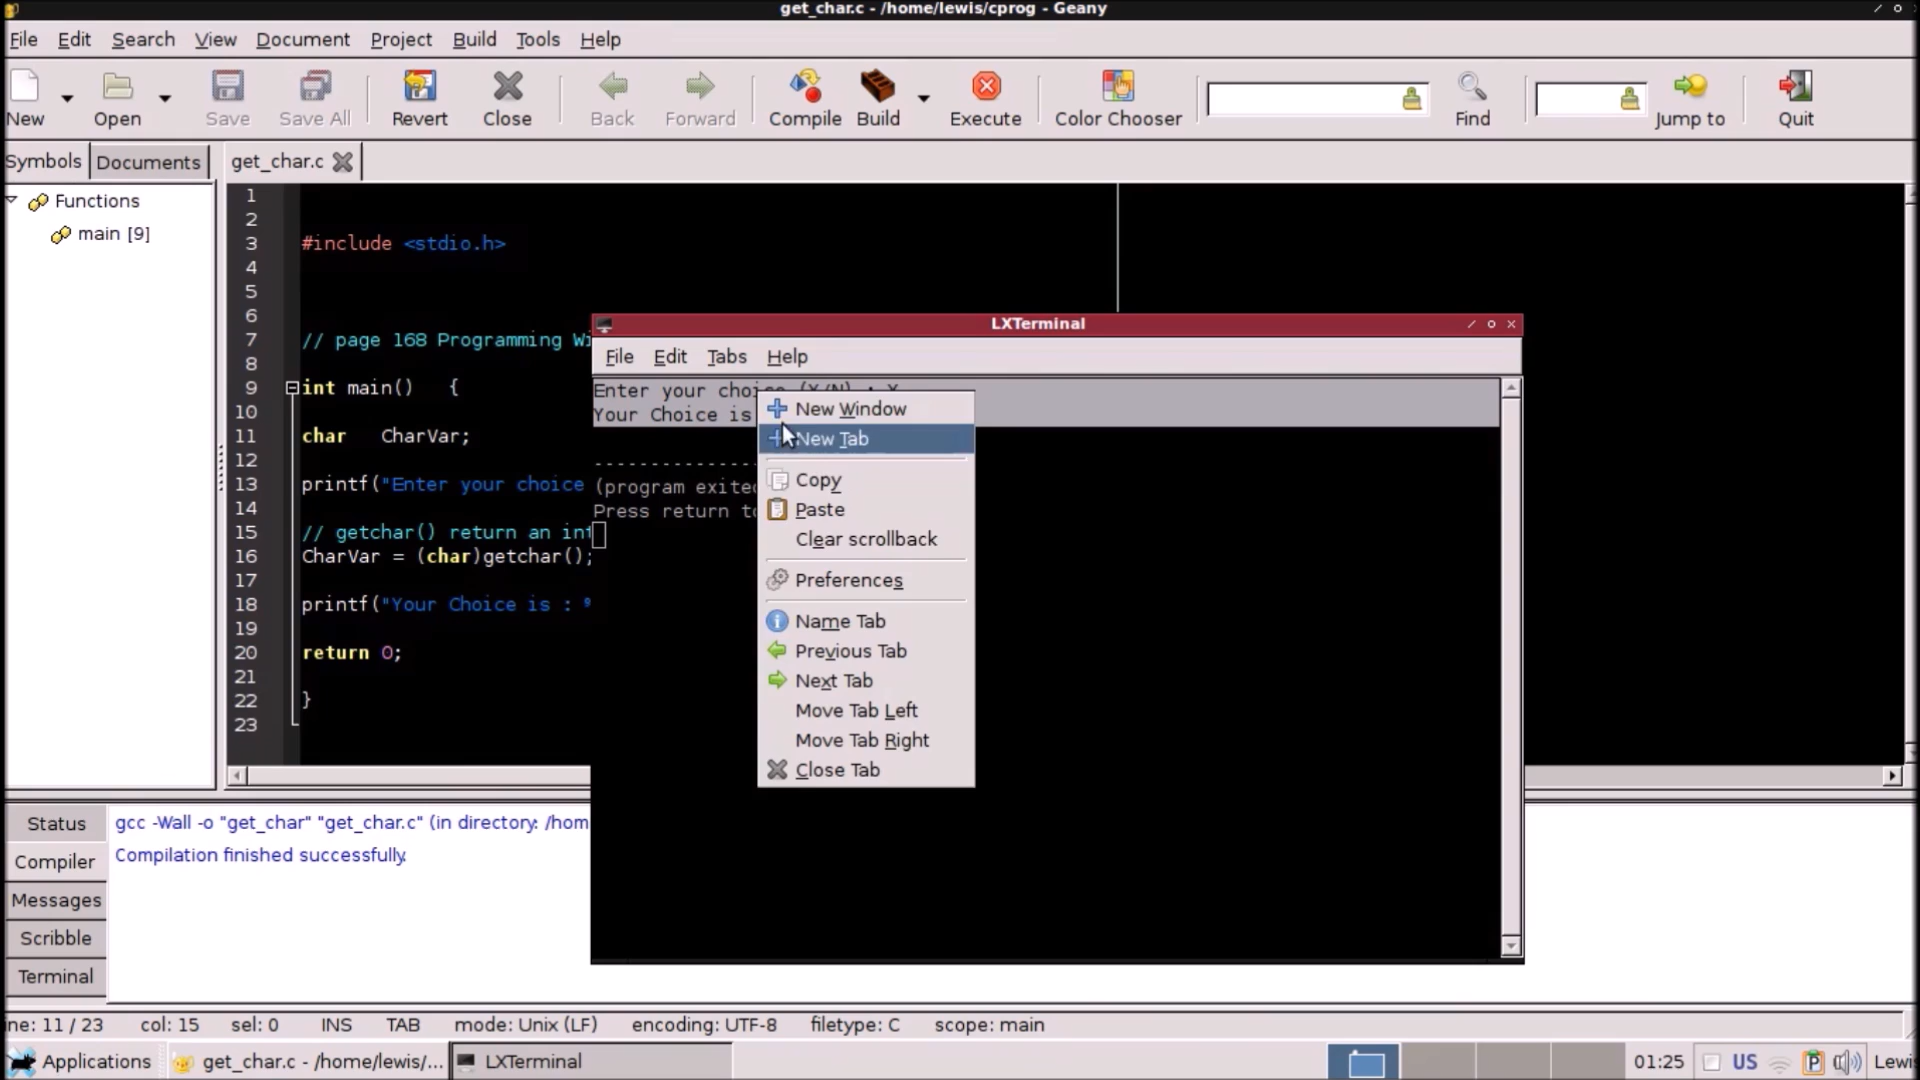 get_char.c - /home/lewis/cprog - Geany
File Edit Search View Document Project Build Tools Help
New Open Save Save All Revert Close Back Forward Compile Build Execute Color Chooser Find Jump to Quit
Symbols Documents get_char.c
Functions
main [9]
1
2
3 #include <stdio.h>
4
5
6
7 // page 168 Programming
8
9 int main() {
10
11 char CharVar;
12
13 printf("Enter your choice
14
15 // getchar() return an int
16 CharVar = (char)getchar();
17
18 printf("Your Choice is :
19
20 return 0;
21
22 }
23
LXTerminal
File Edit Tabs Help
Enter your choice (Y/N) : Y
Your Choice is
--------------
(program exited
Press return to
New Window
New Tab
Copy
Paste
Clear scrollback
Preferences
Name Tab
Previous Tab
Next Tab
Move Tab Left
Move Tab Right
Close Tab
Status
Compiler
Messages
Scribble
Terminal
gcc -Wall -o "get_char" "get_char.c" (in directory: /hom
Compilation finished successfully.
ine: 11 / 23 col: 15 sel: 0 INS TAB mode: Unix (LF) encoding: UTF-8 filetype: C scope: main
Applications get_char.c - /home/lewis/... LXTerminal 01:25 US P Lewi